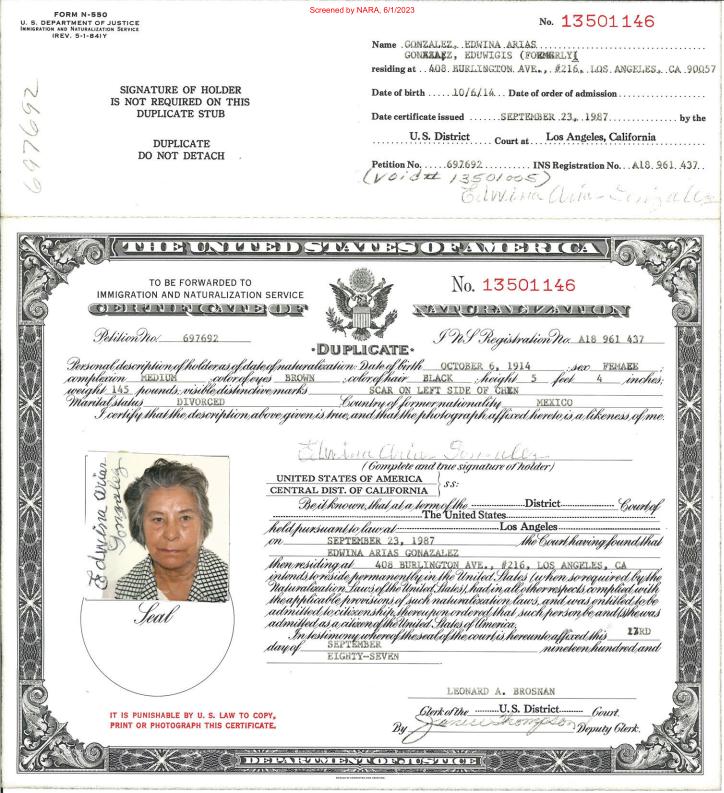 Screened by NARA, 6/1/2023
FORM N-550
U. S. DEPARTMENT OF JUSTICE
IMMIGRATION AND NATURALIZATION SERVICE
(REV. 5-1-84)Y
697692
SIGNATURE OF HOLDER
IS NOT REQUIRED ON THIS
DUPLICATE STUB
DUPLICATE
DO NOT DETACH
No. 13501146
Name GONZALEZ, EDWINA ARIAS
GONZALEZ, EDUWIGIS (FORMERLY)
residing at 408 BURLINGTON AVE., #216, LOS ANGELES, CA 90057
Date of birth 10/6/14 Date of order of admission
Date certificate issued SEPTEMBER 23, 1987 by the
U.S. District Court at Los Angeles, California
Petition No. 697692 INS Registration No. A18 961 437
(void # 13501005)
Edwina Arias Gonzalez
THE UNITED STATES OF AMERICA
TO BE FORWARDED TO
IMMIGRATION AND NATURALIZATION SERVICE
No. 13501146
CERTIFICATE OF NATURALIZATION
Petition No. 697692 INS Registration No. A18 961 437
·DUPLICATE·
Personal description of holder as of date of naturalization: Date of birth OCTOBER 6, 1914 ; sex FEMALE ;
complexion MEDIUM ; color of eyes BROWN ; color of hair BLACK ; height 5 feet 4 inches;
weight 145 pounds; visible distinctive marks SCAR ON LEFT SIDE OF CHEN
Marital status DIVORCED Country of former nationality MEXICO
I certify that the description above given is true, and that the photograph affixed hereto is a likeness of me.
Edwina Arias Gonzalez
(Complete and true signature of holder)
UNITED STATES OF AMERICA
CENTRAL DIST. OF CALIFORNIA } s.s:
Be it known, that at a term of the District Court of
The United States
held pursuant to law at Los Angeles
on SEPTEMBER 23, 1987 the Court having found that
EDWINA ARIAS GONAZALEZ
then residing at 408 BURLINGTON AVE., #216, LOS ANGELES, CA
intends to reside permanently in the United States (when so required by the
Naturalization Laws of the United States), had in all other respects complied with
the applicable provisions of such naturalization laws, and was entitled to be
admitted to citizenship, thereupon ordered that such person be and (s)he was
admitted as a citizen of the United States of America.
In testimony whereof the seal of the court is hereunto affixed this 23RD
day of SEPTEMBER nineteen hundred and
EIGHTY-SEVEN
Edwina Arias
Gonzalez
Seal
IT IS PUNISHABLE BY U. S. LAW TO COPY,
PRINT OR PHOTOGRAPH THIS CERTIFICATE.
LEONARD A. BROSNAN
Clerk of the U.S. District Court.
By Janice Thompson Deputy Clerk.
DEPARTMENT OF JUSTICE